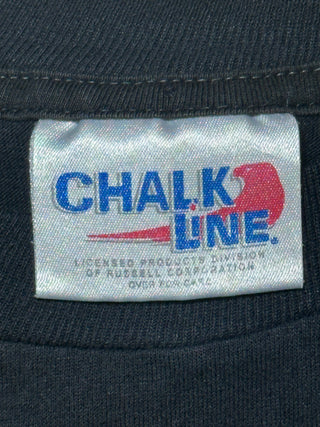 CHALK
LINE.
LICENSED PRODUCTS DIVISION
OF RUSSELL CORPORATION
OVER FOR CARE